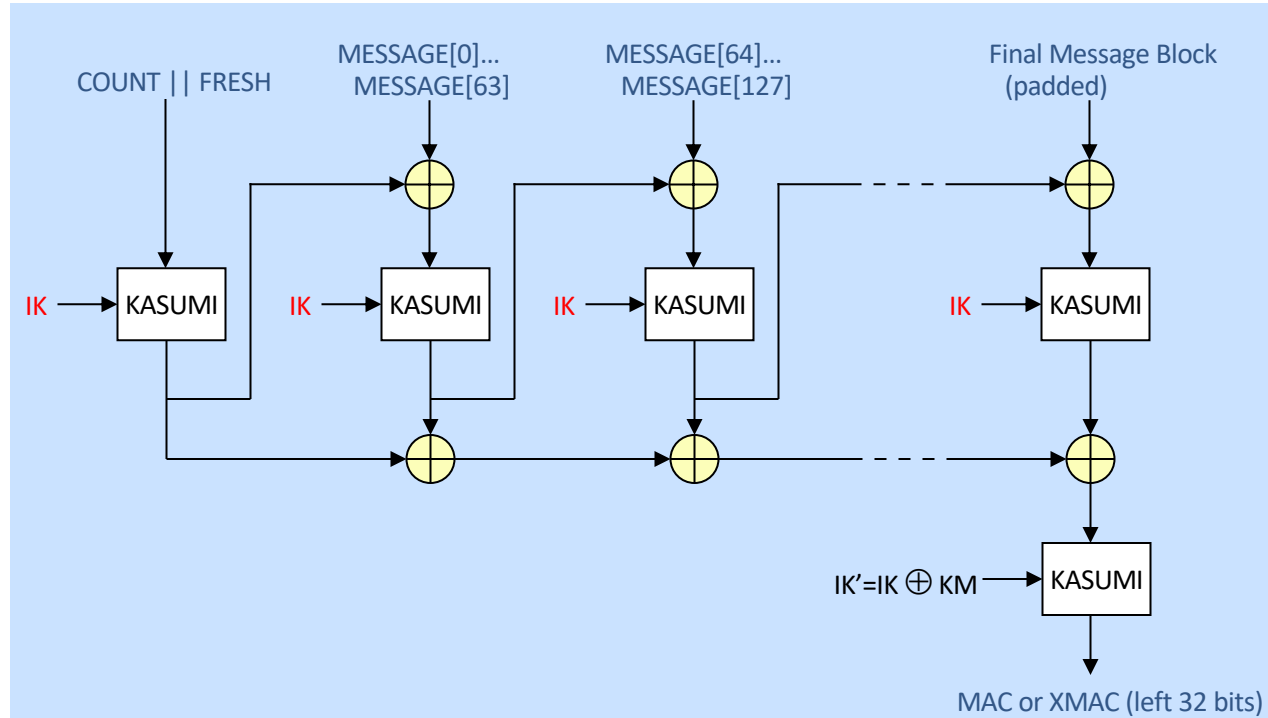 COUNT || FRESH
MESSAGE[0]...
MESSAGE[63]
MESSAGE[64]...
MESSAGE[127]
Final Message Block
(padded)
IK
KASUMI
IK
KASUMI
IK
KASUMI
IK
KASUMI
IK’=IK ⊕ KM
KASUMI
MAC or XMAC (left 32 bits)